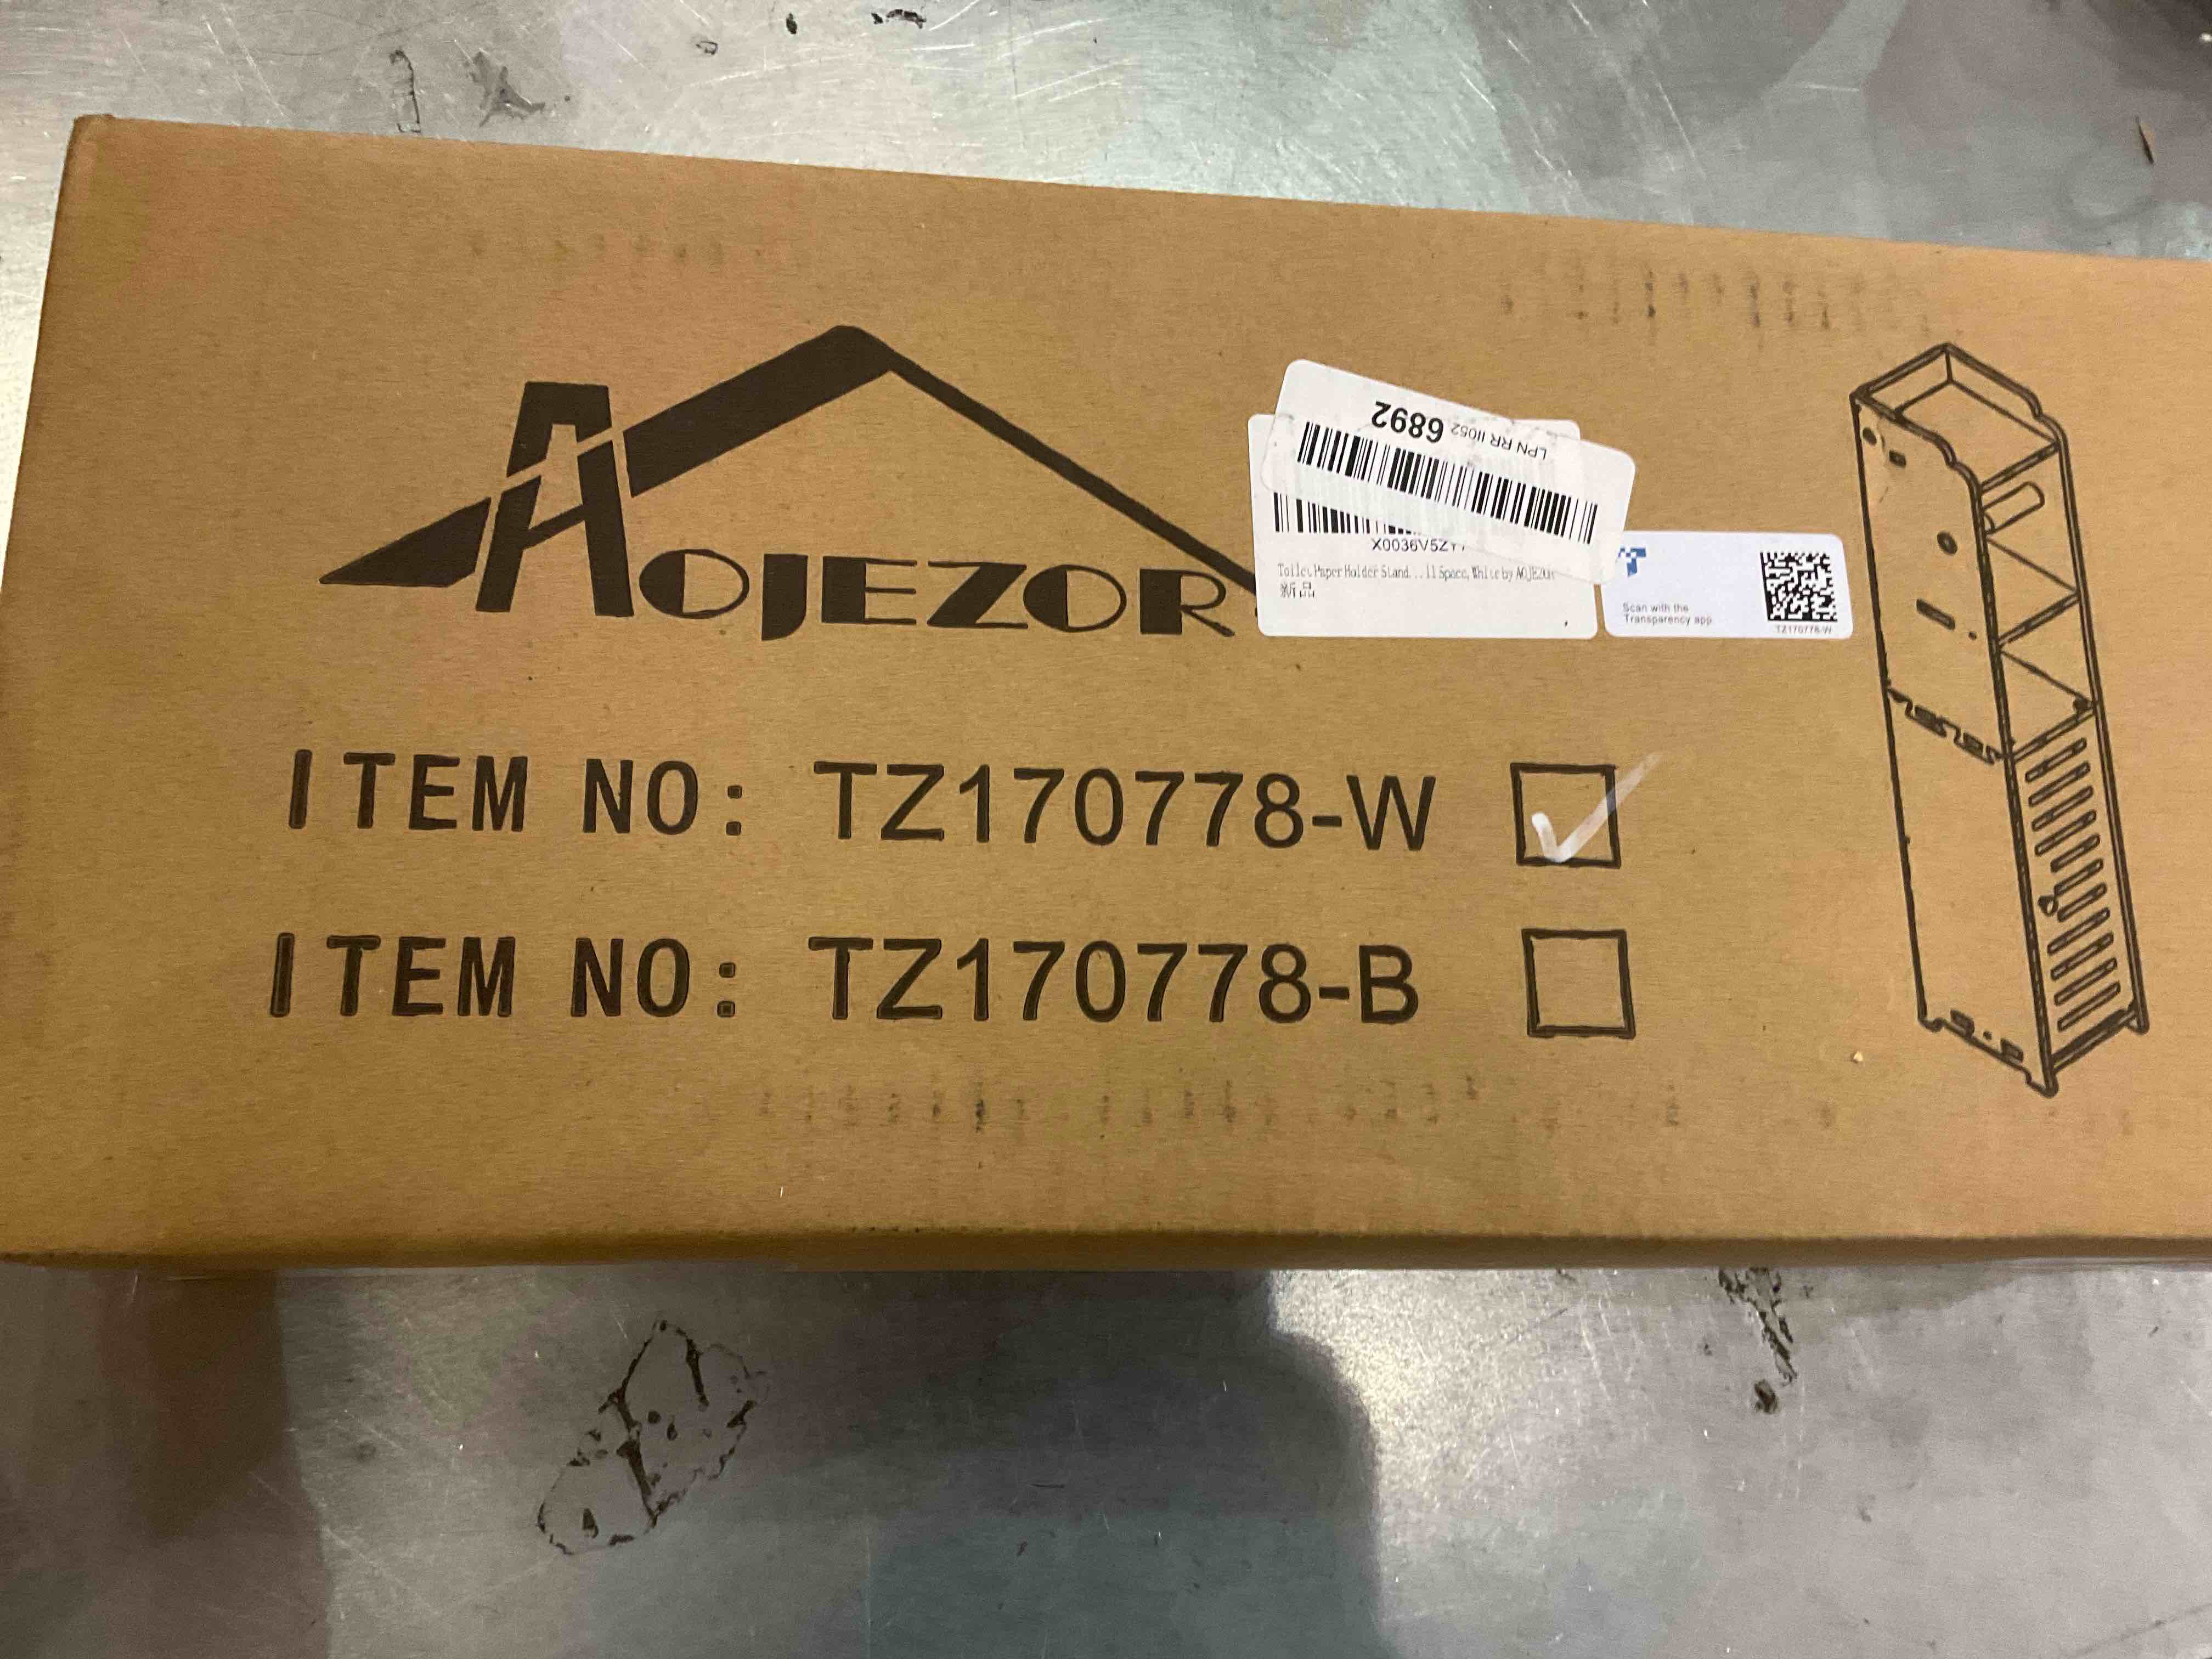 AOJEZOR
LPN RR II052 6892
X0036V5Z
Toilet Paper Holder Stand...ll Space, White by AOJEZOR
新品
Scan with the
Transparency app
TZ170778-W
ITEM NO: TZ170778-W
ITEM NO: TZ170778-B